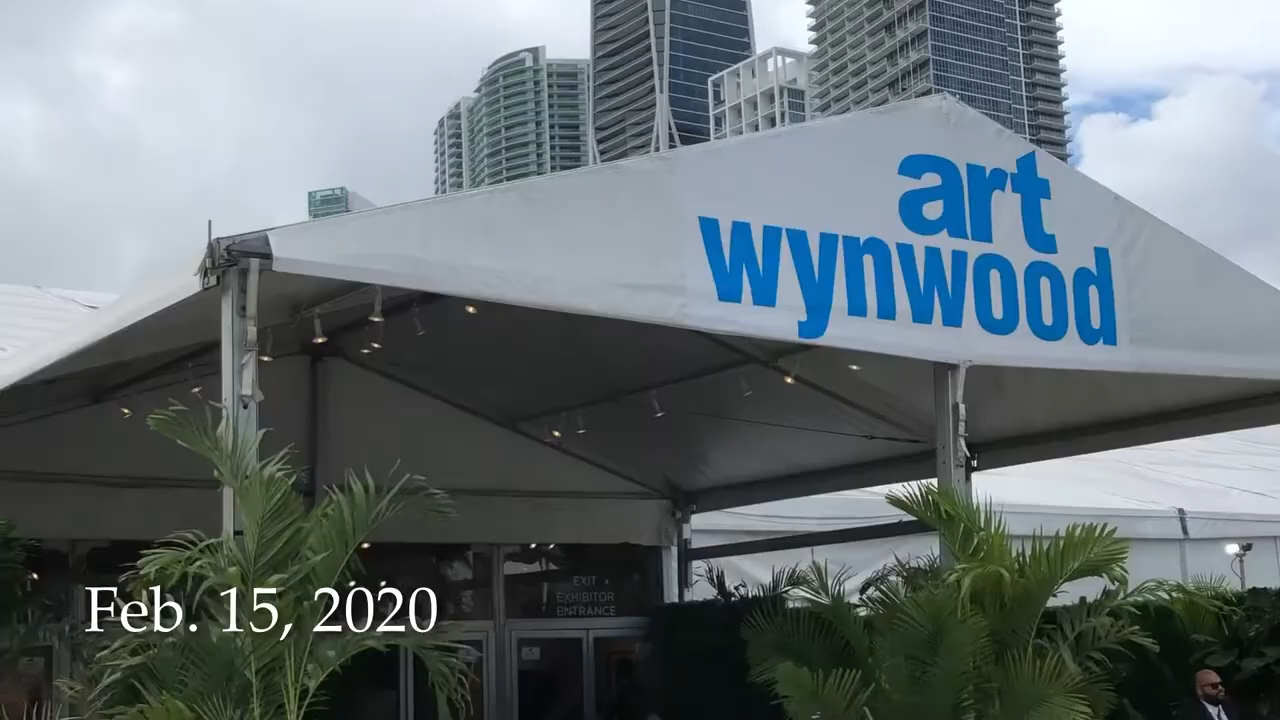 art
wynwood
EXIT +
EXHIBITOR
ENTRANCE
Feb. 15, 2020